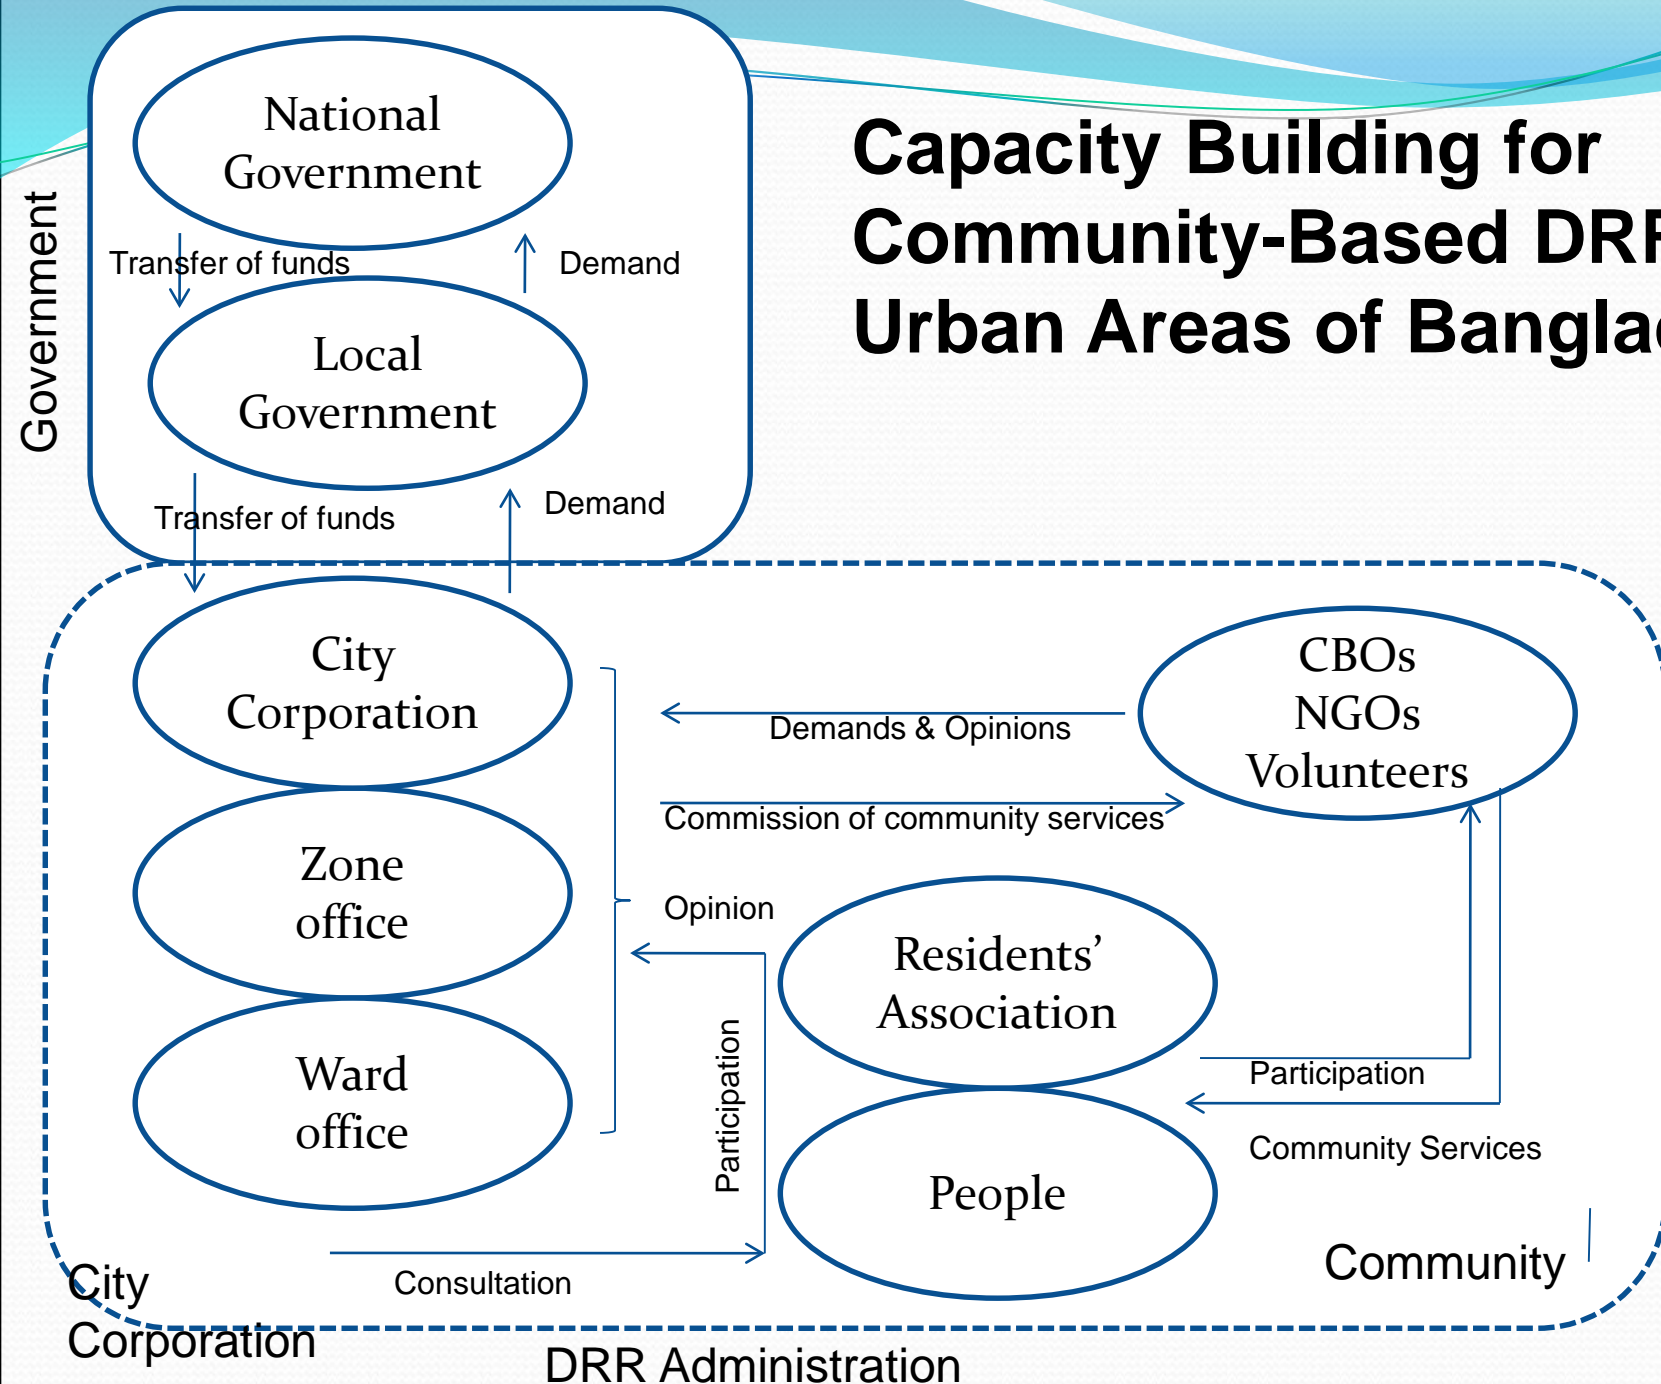 Capacity Building for
Community-Based DRR
Urban Areas of Banglad
Government
National
Government
Transfer of funds
Demand
Local
Government
Transfer of funds
Demand
City
Corporation
Zone
office
Ward
office
CBOs
NGOs
Volunteers
Demands & Opinions
Commission of community services
Opinion
Participation
Residents’
Association
People
Participation
Community Services
Consultation
City
Corporation
Community
DRR Administration